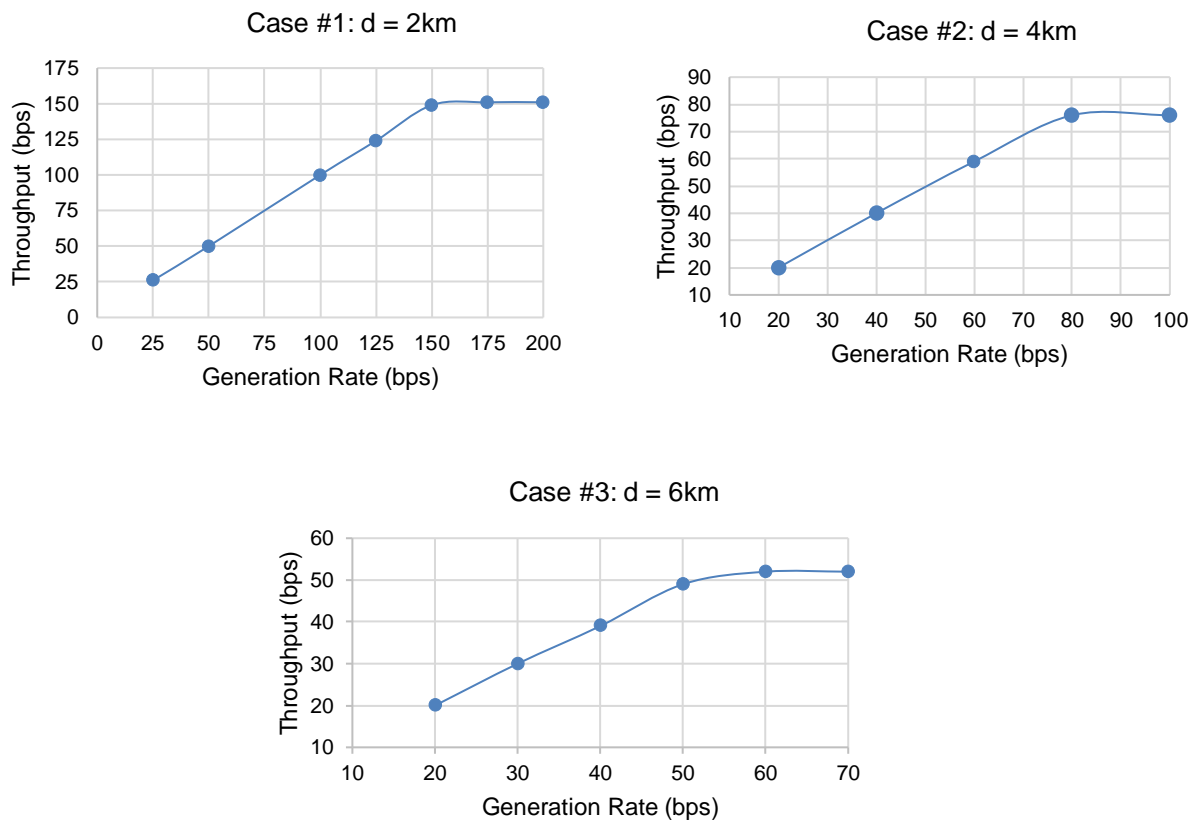 Case #1: d = 2km
Throughput (bps)
175
150
125
100
75
50
25
0
0 25 50 75 100 125 150 175 200
Generation Rate (bps)
Case #2: d = 4km
Throughput (bps)
90
80
70
60
50
40
30
20
10
10 20 30 40 50 60 70 80 90 100
Generation Rate (bps)
Case #3: d = 6km
Throughput (bps)
60
50
40
30
20
10
10 20 30 40 50 60 70
Generation Rate (bps)